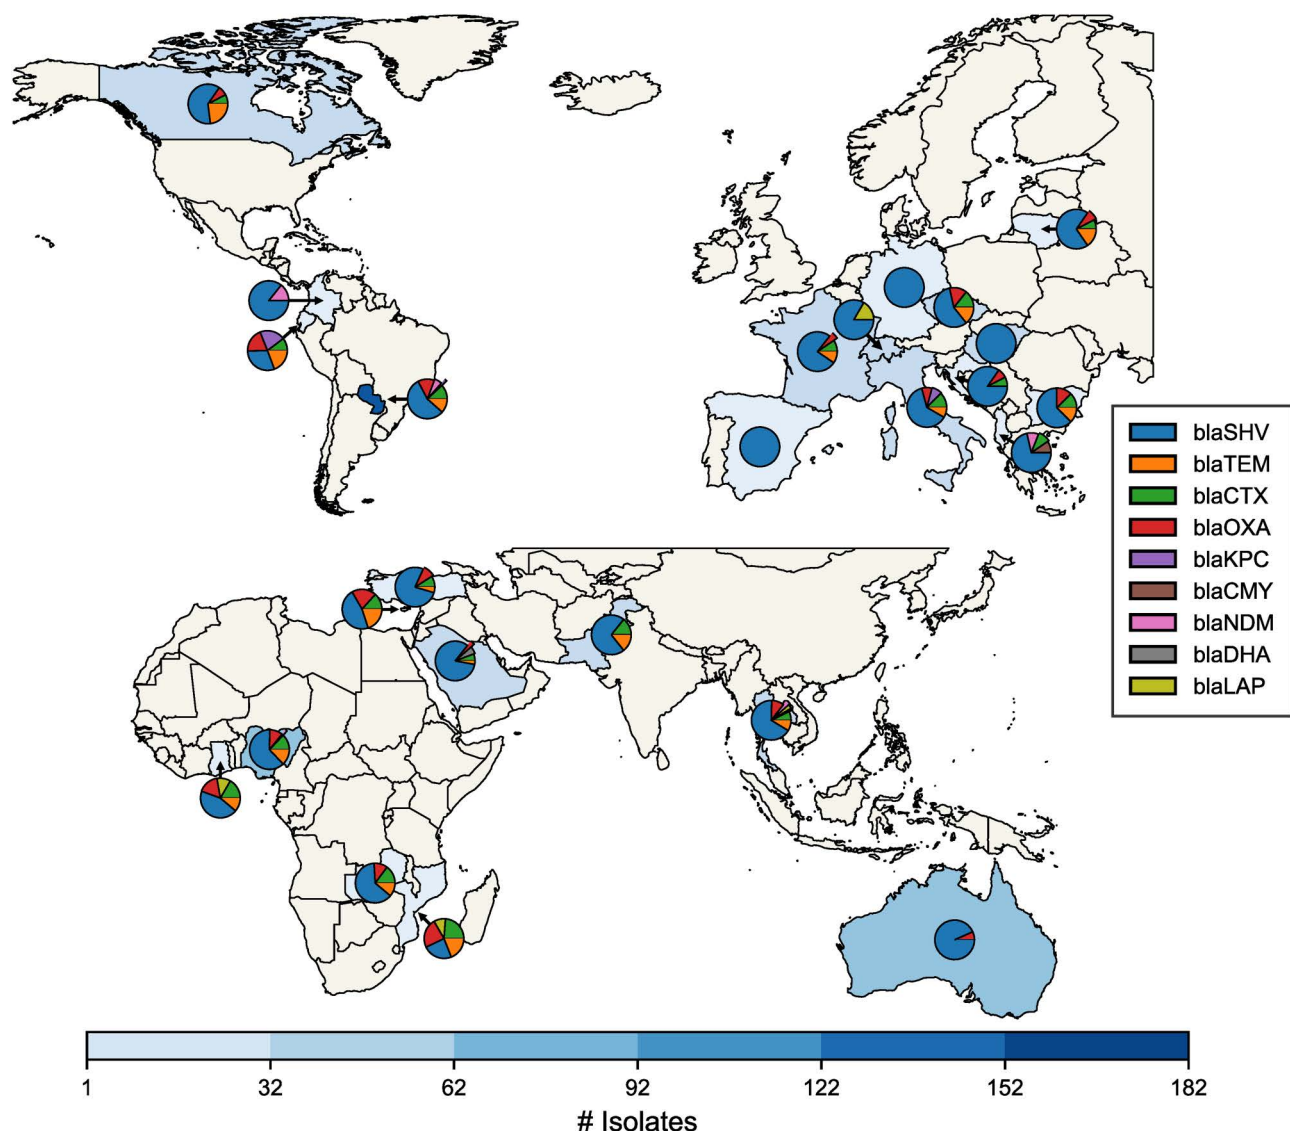 blaSHV
blaTEM
blaCTX
blaOXA
blaKPC
blaCMY
blaNDM
blaDHA
blaLAP
1 32 62 92 122 152 182
# Isolates